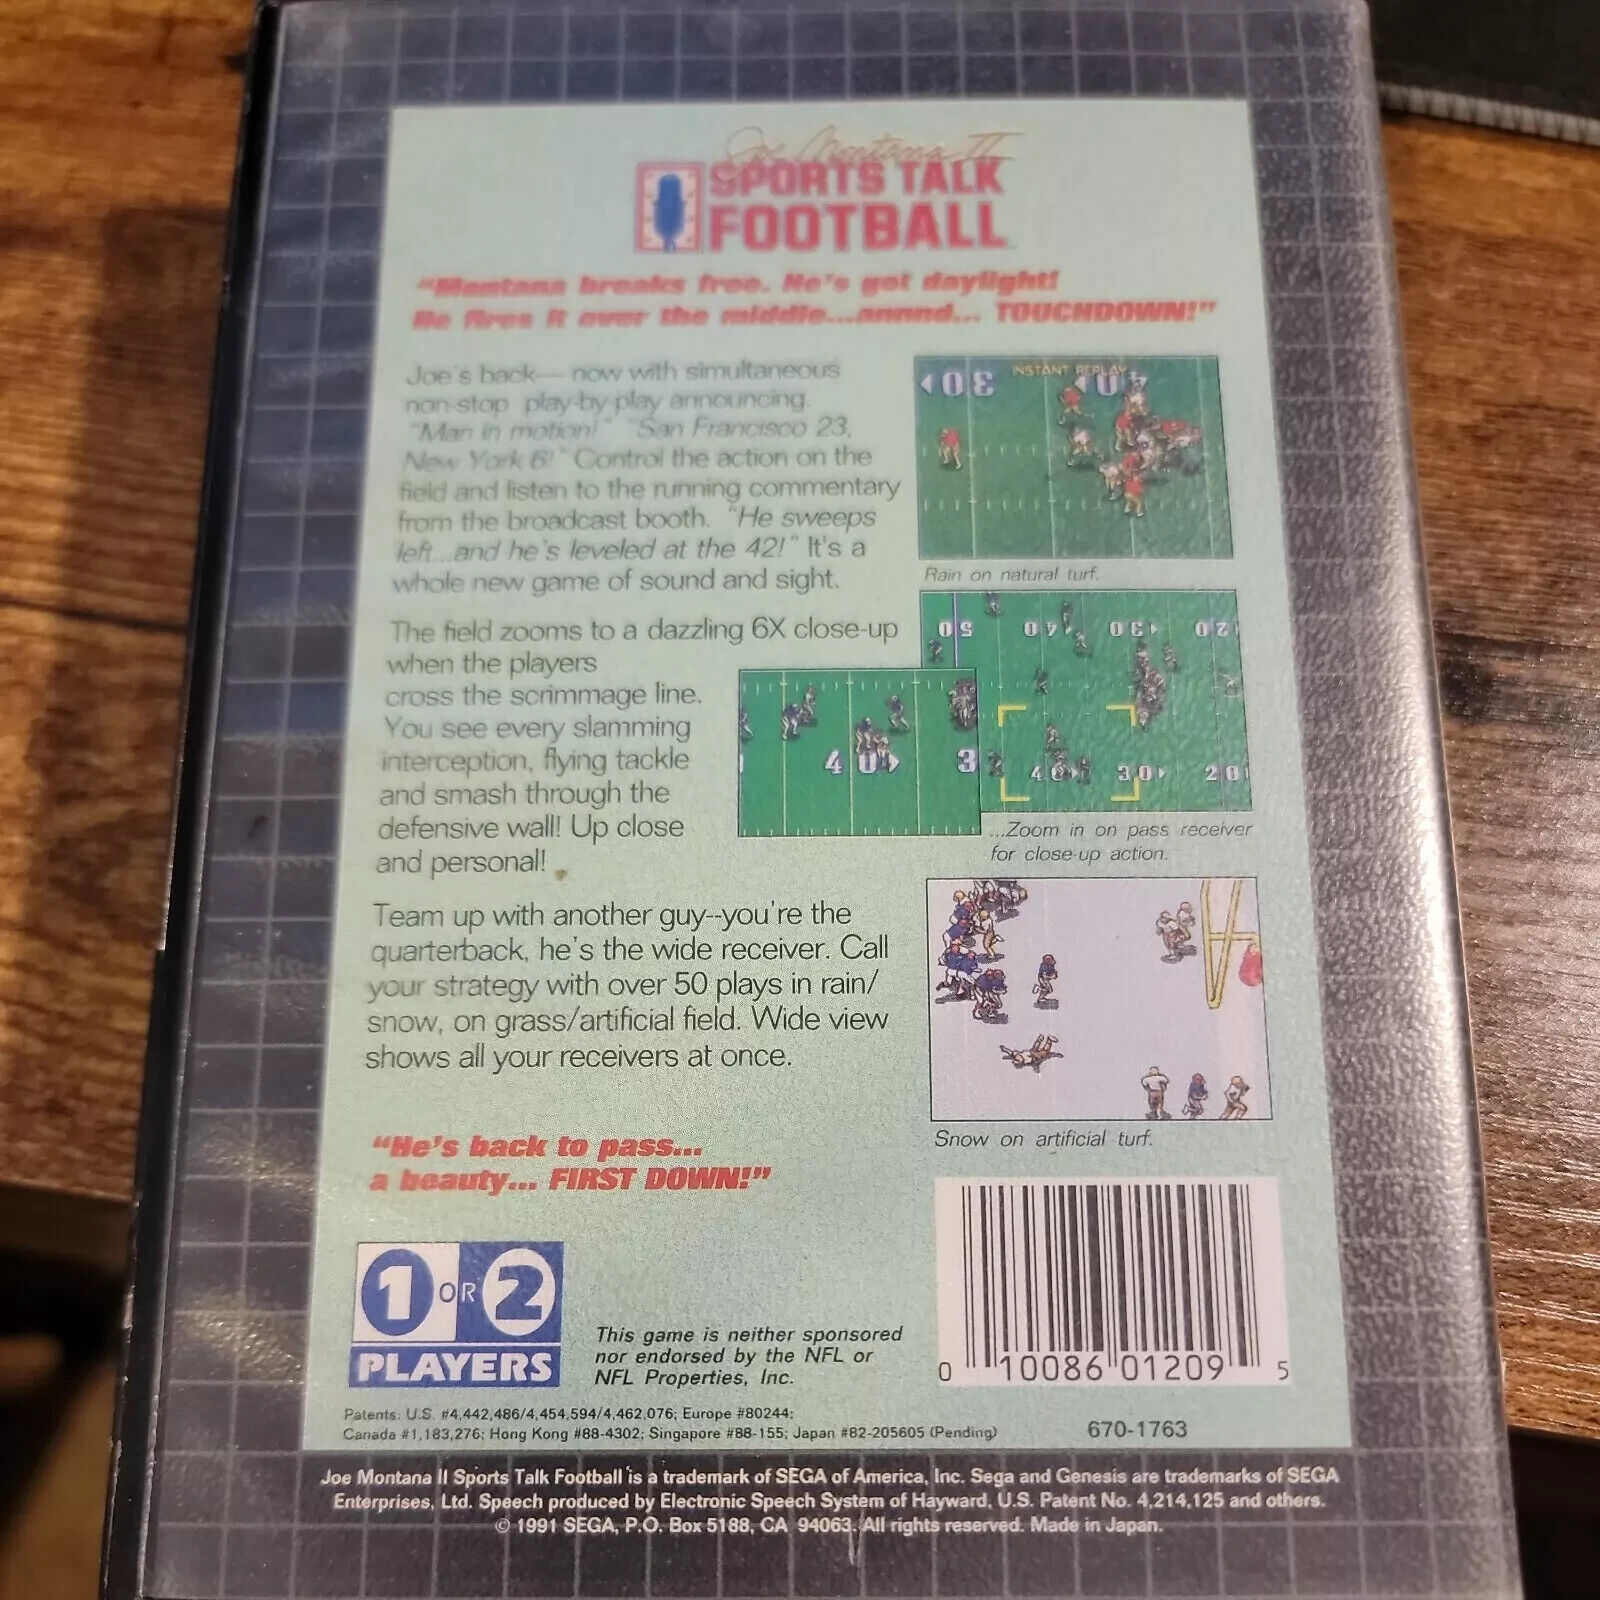 Joe Montana II
SPORTS TALK
FOOTBALL
"Montana breaks free. He's got daylight!
He fires it over the middle...annnd... TOUCHDOWN!"
Joe's back— now with simultaneous
non-stop play-by-play announcing.
"Man in motion!" "San Francisco 23,
New York 6!" Control the action on the
field and listen to the running commentary
from the broadcast booth. "He sweeps
left...and he's leveled at the 42!" It's a
whole new game of sound and sight.
INSTANT REPLAY
Rain on natural turf.
The field zooms to a dazzling 6X close-up
when the players
cross the scrimmage line.
You see every slamming
interception, flying tackle
and smash through the
defensive wall! Up close
and personal!
50 40 30 20
40 3
40 30 20
...Zoom in on pass receiver
for close-up action.
Team up with another guy--you're the
quarterback, he's the wide receiver. Call
your strategy with over 50 plays in rain/
snow, on grass/artificial field. Wide view
shows all your receivers at once.
Snow on artificial turf.
"He's back to pass...
a beauty... FIRST DOWN!"
1 OR 2
PLAYERS
This game is neither sponsored
nor endorsed by the NFL or
NFL Properties, Inc.
0 10086 01209 5
Patents: U.S. #4,442,486/4,454,594/4,462,076; Europe #80244;
Canada #1,183,276; Hong Kong #88-4302; Singapore #88-155; Japan #82-205605 (Pending)
670-1763
Joe Montana II Sports Talk Football is a trademark of SEGA of America, Inc. Sega and Genesis are trademarks of SEGA
Enterprises, Ltd. Speech produced by Electronic Speech System of Hayward, U.S. Patent No. 4,214,125 and others.
© 1991 SEGA, P.O. Box 5188, CA 94063. All rights reserved. Made in Japan.